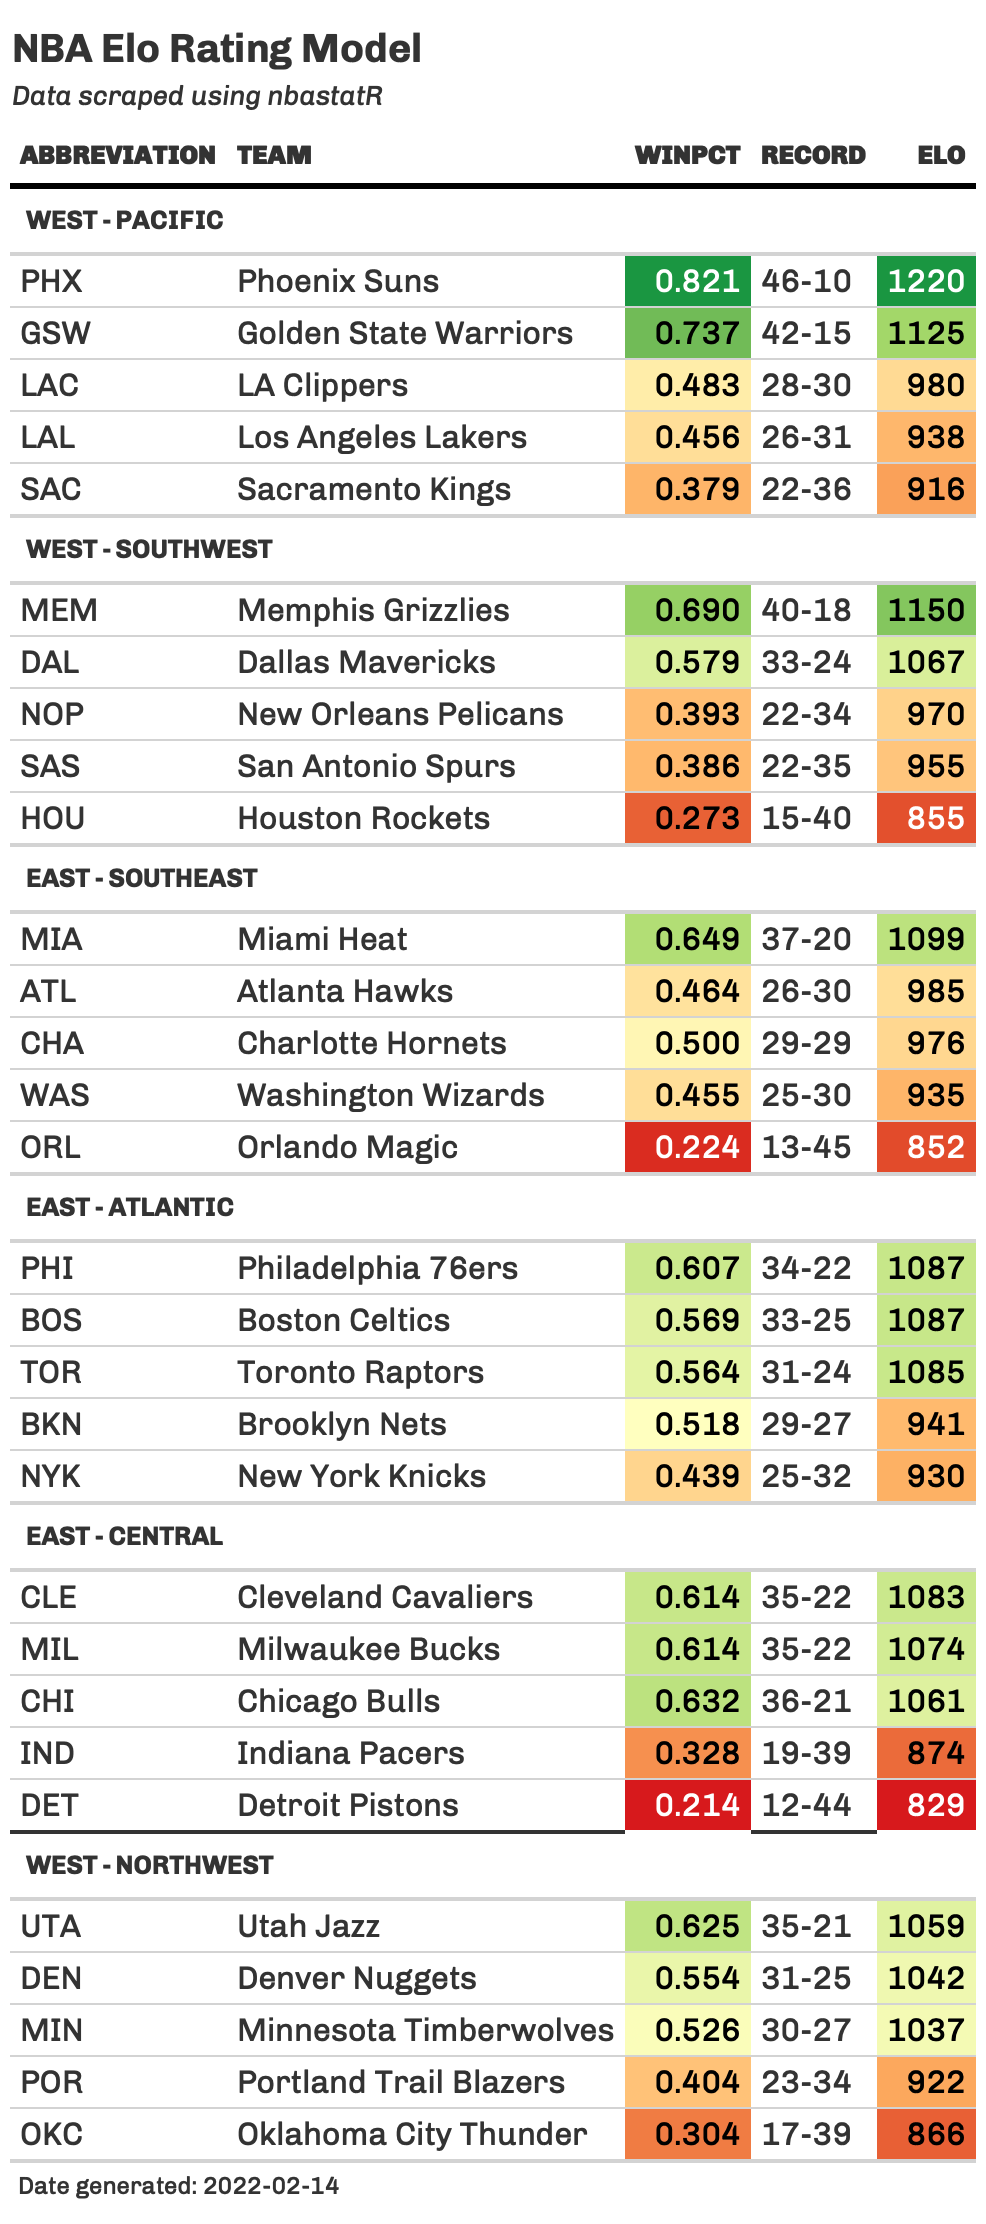 NBA Elo Rating Model
Data scraped using nbastatR
ABBREVIATION TEAM WINPCT RECORD ELO
WEST - PACIFIC
PHX Phoenix Suns 0.821 46-10 1220
GSW Golden State Warriors 0.737 42-15 1125
LAC LA Clippers 0.483 28-30 980
LAL Los Angeles Lakers 0.456 26-31 938
SAC Sacramento Kings 0.379 22-36 916
WEST - SOUTHWEST
MEM Memphis Grizzlies 0.690 40-18 1150
DAL Dallas Mavericks 0.579 33-24 1067
NOP New Orleans Pelicans 0.393 22-34 970
SAS San Antonio Spurs 0.386 22-35 955
HOU Houston Rockets 0.273 15-40 855
EAST - SOUTHEAST
MIA Miami Heat 0.649 37-20 1099
ATL Atlanta Hawks 0.464 26-30 985
CHA Charlotte Hornets 0.500 29-29 976
WAS Washington Wizards 0.455 25-30 935
ORL Orlando Magic 0.224 13-45 852
EAST - ATLANTIC
PHI Philadelphia 76ers 0.607 34-22 1087
BOS Boston Celtics 0.569 33-25 1087
TOR Toronto Raptors 0.564 31-24 1085
BKN Brooklyn Nets 0.518 29-27 941
NYK New York Knicks 0.439 25-32 930
EAST - CENTRAL
CLE Cleveland Cavaliers 0.614 35-22 1083
MIL Milwaukee Bucks 0.614 35-22 1074
CHI Chicago Bulls 0.632 36-21 1061
IND Indiana Pacers 0.328 19-39 874
DET Detroit Pistons 0.214 12-44 829
WEST - NORTHWEST
UTA Utah Jazz 0.625 35-21 1059
DEN Denver Nuggets 0.554 31-25 1042
MIN Minnesota Timberwolves 0.526 30-27 1037
POR Portland Trail Blazers 0.404 23-34 922
OKC Oklahoma City Thunder 0.304 17-39 866
Date generated: 2022-02-14